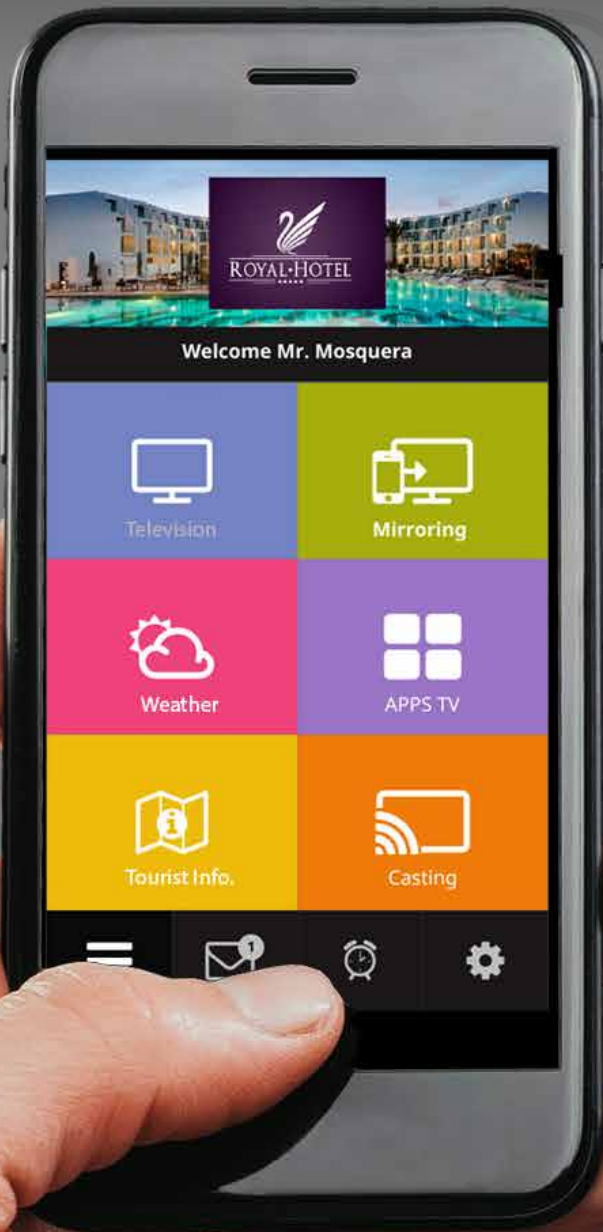 ROYAL·HOTEL
Welcome Mr. Mosquera
Television
Mirroring
Weather
APPS TV
Tourist Info.
Casting
1